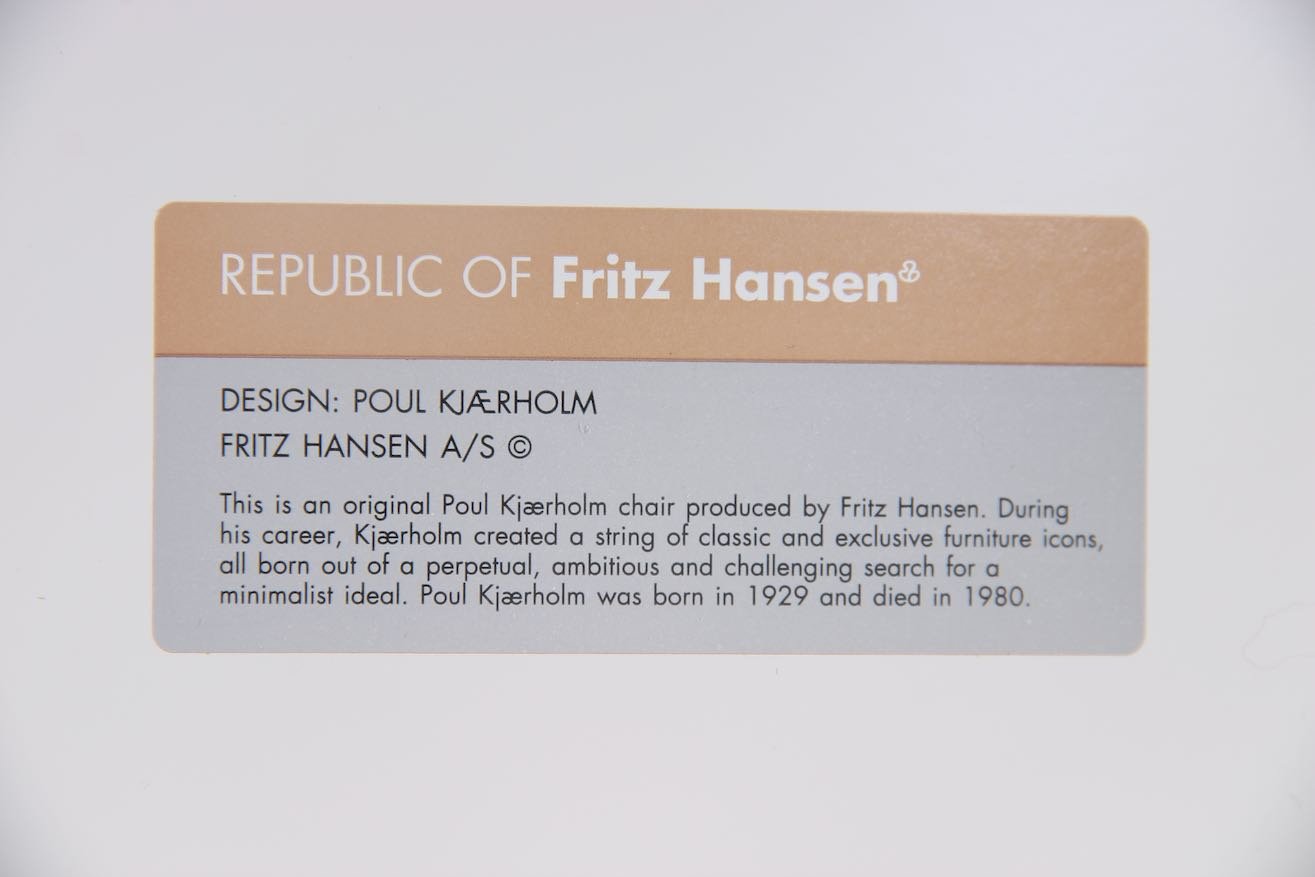 REPUBLIC OF Fritz Hansen
DESIGN: POUL KJÆRHOLM
FRITZ HANSEN A/S ©
This is an original Poul Kjærholm chair produced by Fritz Hansen. During
his career, Kjærholm created a string of classic and exclusive furniture icons,
all born out of a perpetual, ambitious and challenging search for a
minimalist ideal. Poul Kjærholm was born in 1929 and died in 1980.